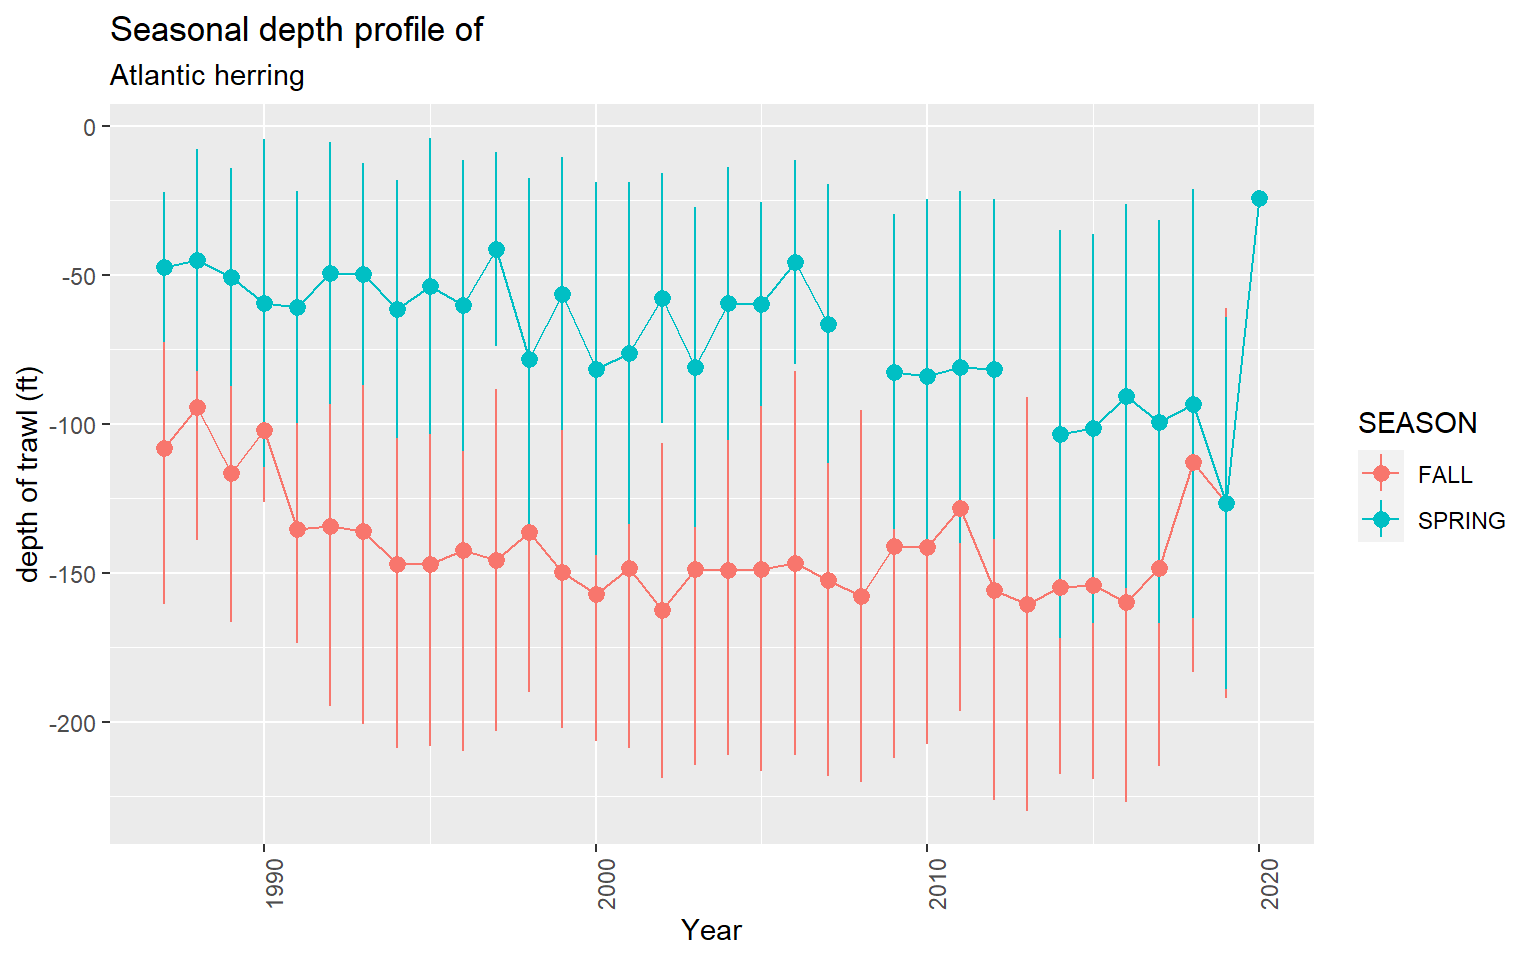 Seasonal depth profile of
Atlantic herring
depth of trawl (ft)
0
-50
-100
-150
-200
1990
2000
2010
2020
Year
SEASON
FALL
SPRING